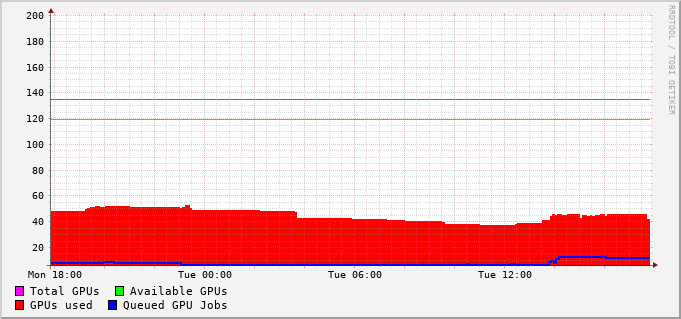 200
180
160
140
120
100
80
60
40
20
Mon 18:00 Tue 00:00 Tue 06:00 Tue 12:00
Total GPUs Available GPUs
GPUs used Queued GPU Jobs
RRDTOOL / TOBI OETIKER